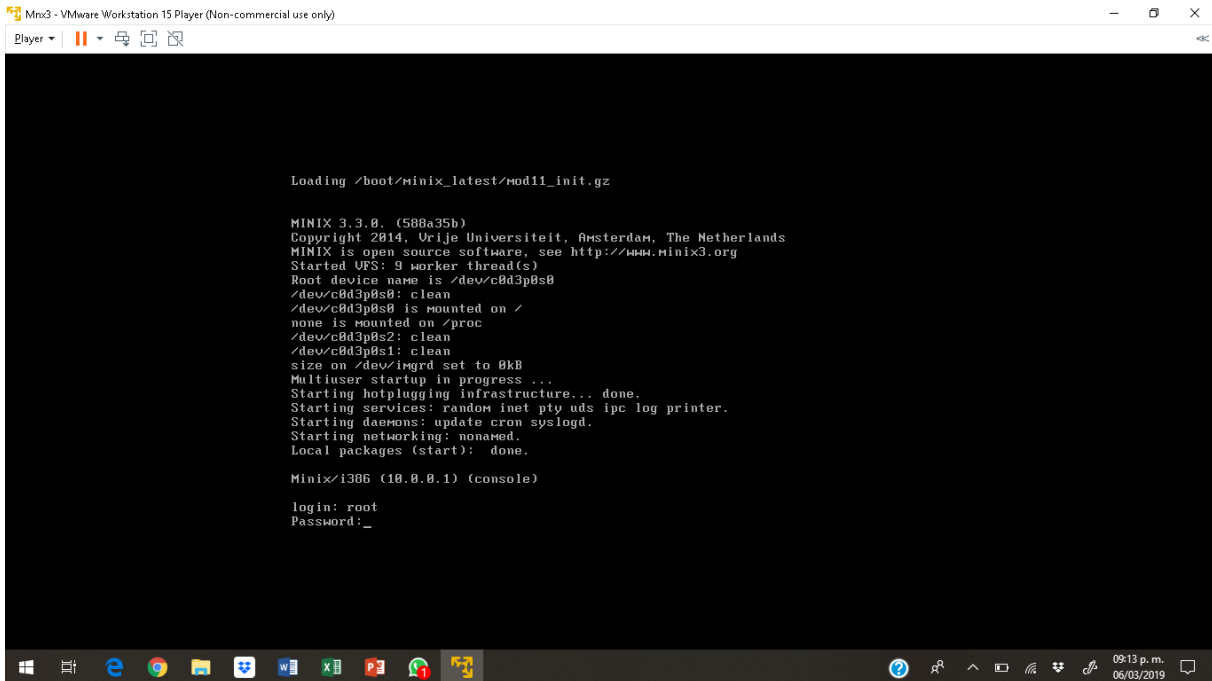 Mnx3 - VMware Workstation 15 Player (Non-commercial use only)
Player
Loading /boot/minix_latest/mod11_init.gz
MINIX 3.3.0. (588a35b)
Copyright 2014, Vrije Universiteit, Amsterdam, The Netherlands
MINIX is open source software, see http://www.minix3.org
Started VFS: 9 worker thread(s)
Root device name is /dev/c0d3p0s0
/dev/c0d3p0s0: clean
/dev/c0d3p0s0 is mounted on /
none is mounted on /proc
/dev/c0d3p0s2: clean
/dev/c0d3p0s1: clean
size on /dev/imgrd set to 0kB
Multiuser startup in progress ...
Starting hotplugging infrastructure... done.
Starting services: random inet pty uds ipc log printer.
Starting daemons: update cron syslogd.
Starting networking: nonamed.
Local packages (start):  done.
Minix/i386 (10.0.0.1) (console)
login: root
Password:_
09:13 p. m.
06/03/2019